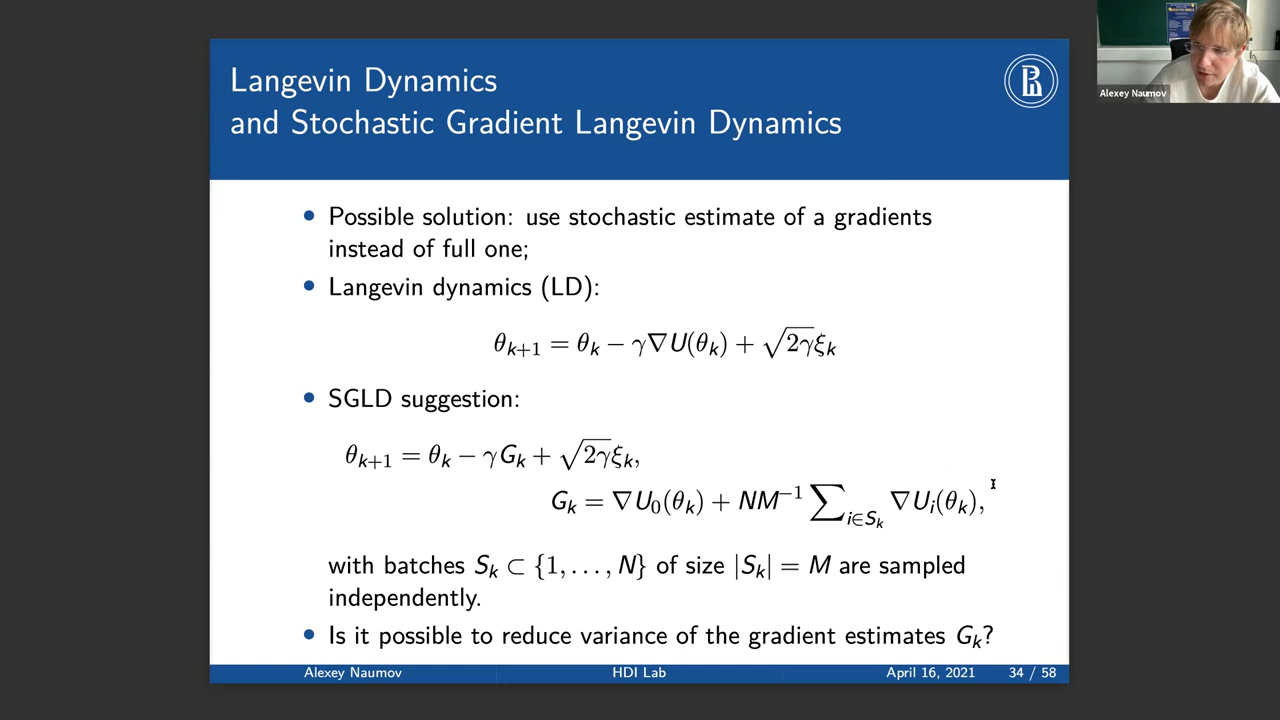 Langevin Dynamics
and Stochastic Gradient Langevin Dynamics
• Possible solution: use stochastic estimate of a gradients
instead of full one;
• Langevin dynamics (LD):
θ_{k+1} = θ_k − γ∇U(θ_k) + √2γ ξ_k
• SGLD suggestion:
θ_{k+1} = θ_k − γG_k + √2γ ξ_k,
G_k = ∇U_0(θ_k) + NM^{−1} ∑_{i∈S_k} ∇U_i(θ_k),
with batches S_k ⊂ {1, . . . , N} of size |S_k| = M are sampled
independently.
• Is it possible to reduce variance of the gradient estimates G_k?
Alexey Naumov HDI Lab April 16, 2021 34 / 58
Alexey Naumov